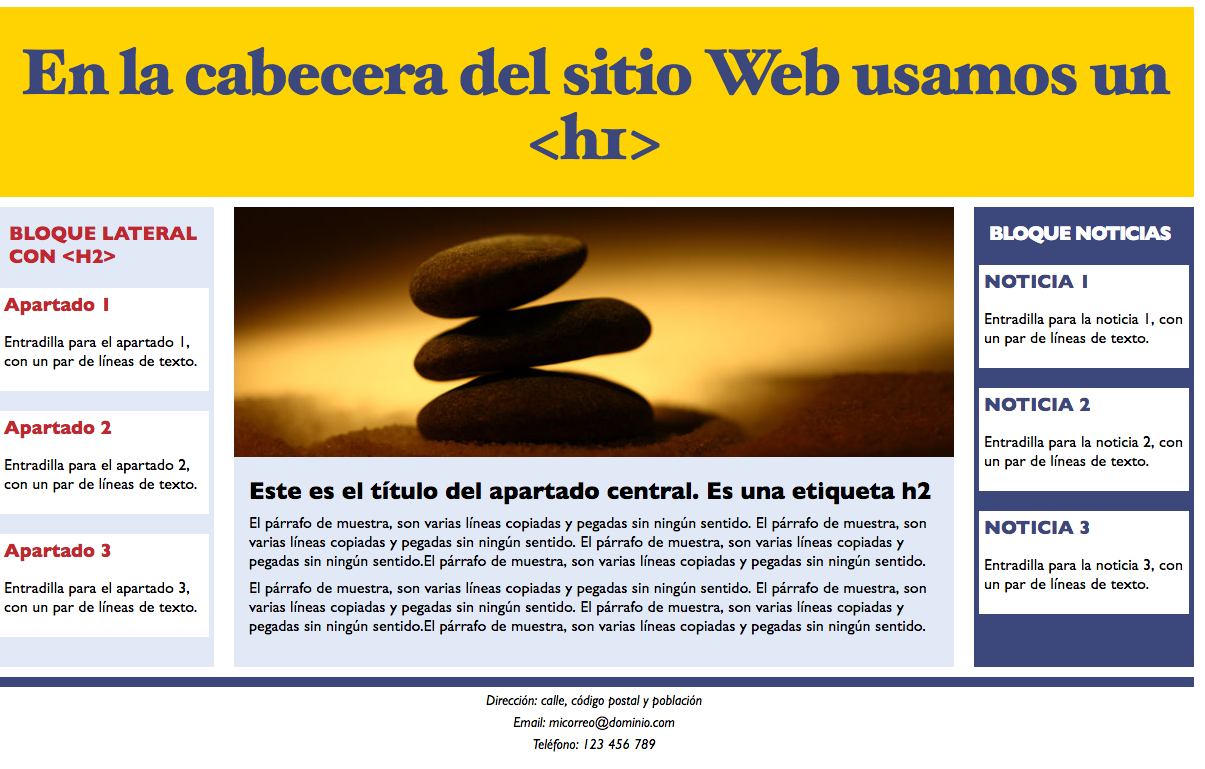 En la cabecera del sitio Web usamos un
<h1>
BLOQUE LATERAL
CON <H2>
Apartado 1
Entradilla para el apartado 1,
con un par de líneas de texto.
Apartado 2
Entradilla para el apartado 2,
con un par de líneas de texto.
Apartado 3
Entradilla para el apartado 3,
con un par de líneas de texto.
Este es el título del apartado central. Es una etiqueta h2
El párrafo de muestra, son varias líneas copiadas y pegadas sin ningún sentido. El párrafo de muestra, son
varias líneas copiadas y pegadas sin ningún sentido. El párrafo de muestra, son varias líneas copiadas y
pegadas sin ningún sentido.El párrafo de muestra, son varias líneas copiadas y pegadas sin ningún sentido.
El párrafo de muestra, son varias líneas copiadas y pegadas sin ningún sentido. El párrafo de muestra, son
varias líneas copiadas y pegadas sin ningún sentido. El párrafo de muestra, son varias líneas copiadas y
pegadas sin ningún sentido.El párrafo de muestra, son varias líneas copiadas y pegadas sin ningún sentido.
BLOQUE NOTICIAS
NOTICIA 1
Entradilla para la noticia 1, con
un par de líneas de texto.
NOTICIA 2
Entradilla para la noticia 2, con
un par de líneas de texto.
NOTICIA 3
Entradilla para la noticia 3, con
un par de líneas de texto.
Dirección: calle, código postal y población
Email: micorreo@dominio.com
Teléfono: 123 456 789